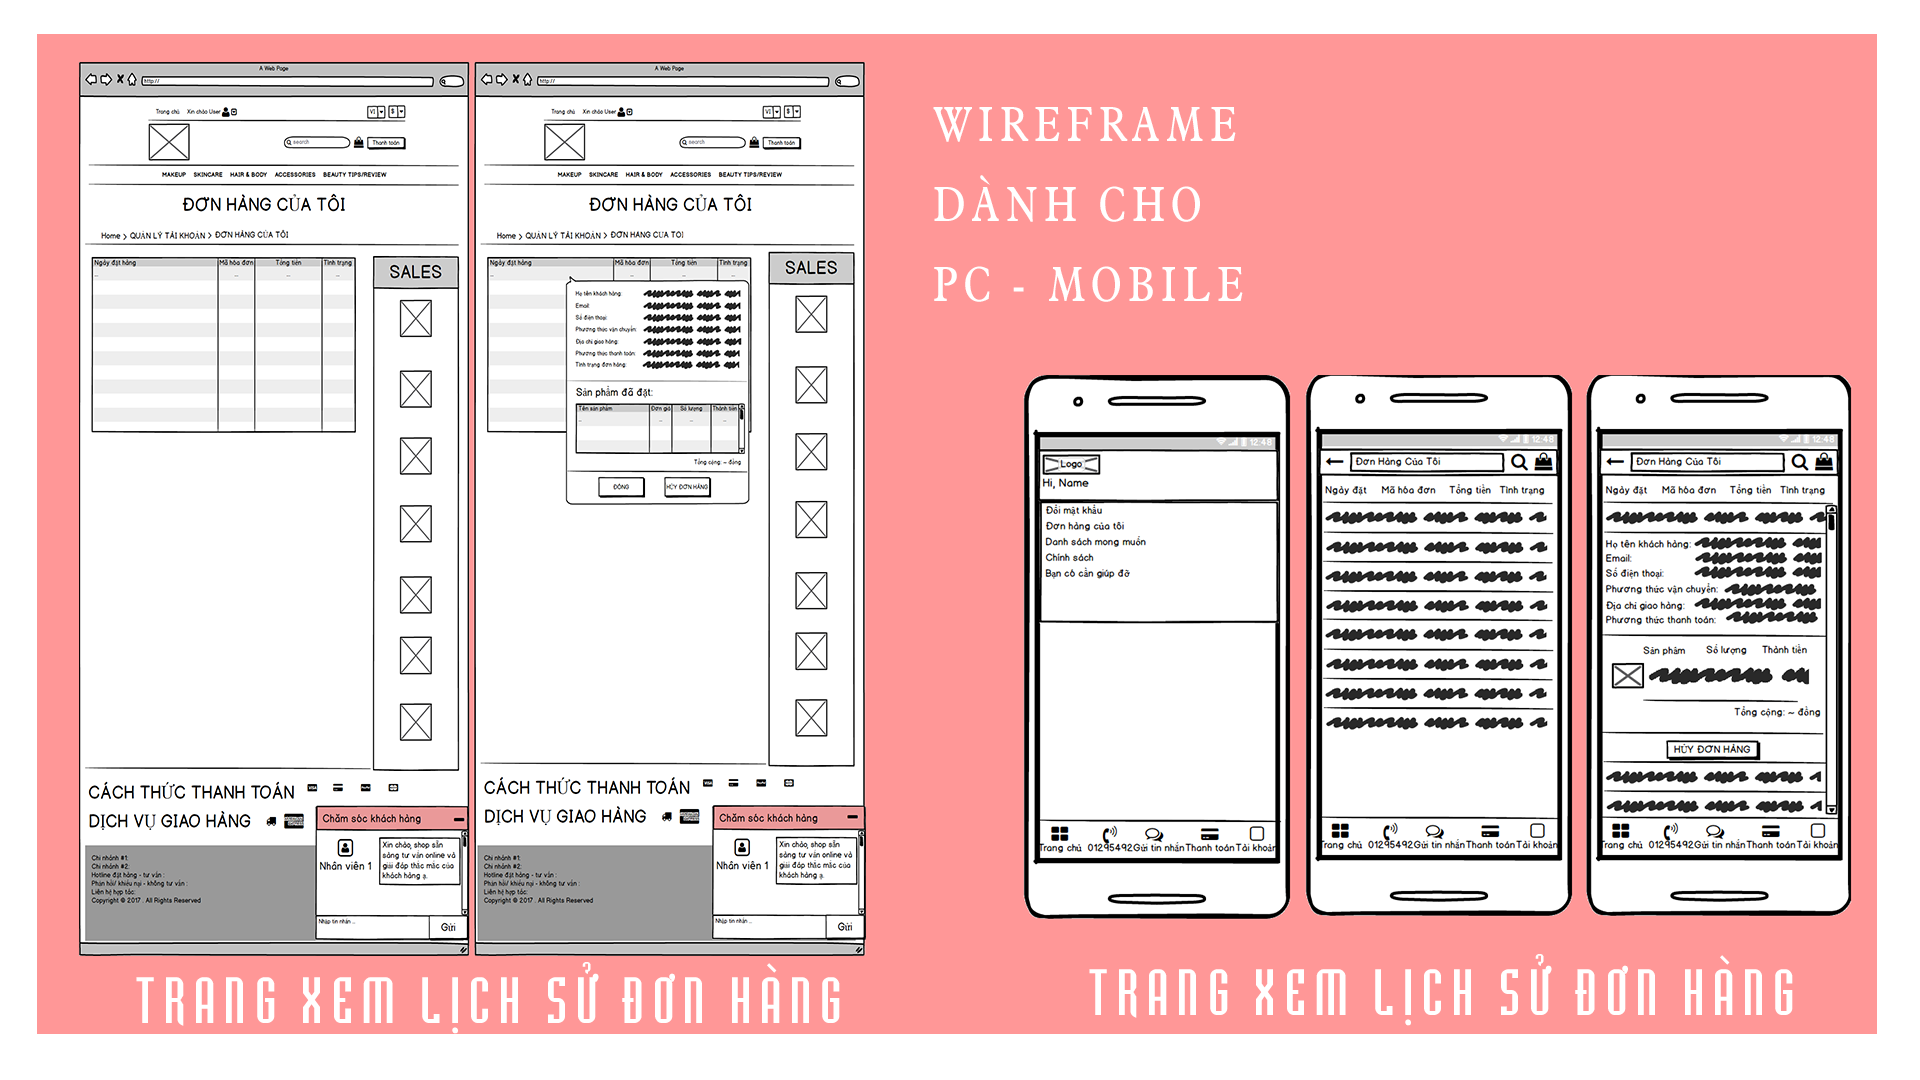 A Web Page
http://
Trang chủ Xin chào User
VI $
search
Thanh toán
MAKEUP SKINCARE HAIR & BODY ACCESSORIES BEAUTY TIPS/REVIEW
ĐƠN HÀNG CỦA TÔI
Home > QUẢN LÝ TÀI KHOẢN > ĐƠN HÀNG CỦA TÔI
Ngày đặt hàng Mã hóa đơn Tổng tiền Tình trạng
SALES
CÁCH THỨC THANH TOÁN
DỊCH VỤ GIAO HÀNG
Chi nhánh #1:
Chi nhánh #2:
Hotline đặt hàng - tư vấn :
Phản hồi/ khiếu nại - không tư vấn :
Liên hệ hợp tác:
Copyright © 2017 . All Rights Reserved
Chăm sóc khách hàng
Nhân viên 1
Xin chào, shop sẵn
sàng tư vấn online và
giải đáp thắc mắc của
khách hàng ạ.
Nhập tin nhắn ...
Gửi
A Web Page
http://
Trang chủ Xin chào User
VI $
search
Thanh toán
MAKEUP SKINCARE HAIR & BODY ACCESSORIES BEAUTY TIPS/REVIEW
ĐƠN HÀNG CỦA TÔI
Home > QUẢN LÝ TÀI KHOẢN > ĐƠN HÀNG CỦA TÔI
Ngày đặt hàng Mã hóa đơn Tổng tiền Tình trạng
SALES
Họ tên khách hàng:
Email:
Số điện thoại:
Phương thức vận chuyển:
Địa chỉ giao hàng:
Phương thức thanh toán:
Tình trạng đơn hàng:
Sản phẩm đã đặt:
Tên sản phẩm Đơn giá Số lượng Thành tiền
Tổng cộng: ~ đồng
ĐÓNG HỦY ĐƠN HÀNG
CÁCH THỨC THANH TOÁN
DỊCH VỤ GIAO HÀNG
Chi nhánh #1:
Chi nhánh #2:
Hotline đặt hàng - tư vấn :
Phản hồi/ khiếu nại - không tư vấn :
Liên hệ hợp tác:
Copyright © 2017 . All Rights Reserved
Chăm sóc khách hàng
Nhân viên 1
Xin chào, shop sẵn
sàng tư vấn online và
giải đáp thắc mắc của
khách hàng ạ.
Nhập tin nhắn ...
Gửi
TRANG XEM LỊCH SỬ ĐƠN HÀNG
WIREFRAME
DÀNH CHO
PC - MOBILE
12:48
Logo
Hi, Name
Đổi mật khẩu
Đơn hàng của tôi
Danh sách mong muốn
Chính sách
Bạn có cần giúp đỡ
Trang chủ 01295492 Gửi tin nhắn Thanh toán Tài khoản
12:48
Đơn Hàng Của Tôi
Ngày đặt Mã hóa đơn Tổng tiền Tình trạng
Trang chủ 01295492 Gửi tin nhắn Thanh toán Tài khoản
12:48
Đơn Hàng Của Tôi
Ngày đặt Mã hóa đơn Tổng tiền Tình trạng
Họ tên khách hàng:
Email:
Số điện thoại:
Phương thức vận chuyển:
Địa chỉ giao hàng:
Phương thức thanh toán:
Sản phẩm Số lượng Thành tiền
Tổng cộng: ~ đồng
HỦY ĐƠN HÀNG
Trang chủ 01295492 Gửi tin nhắn Thanh toán Tài khoản
TRANG XEM LỊCH SỬ ĐƠN HÀNG